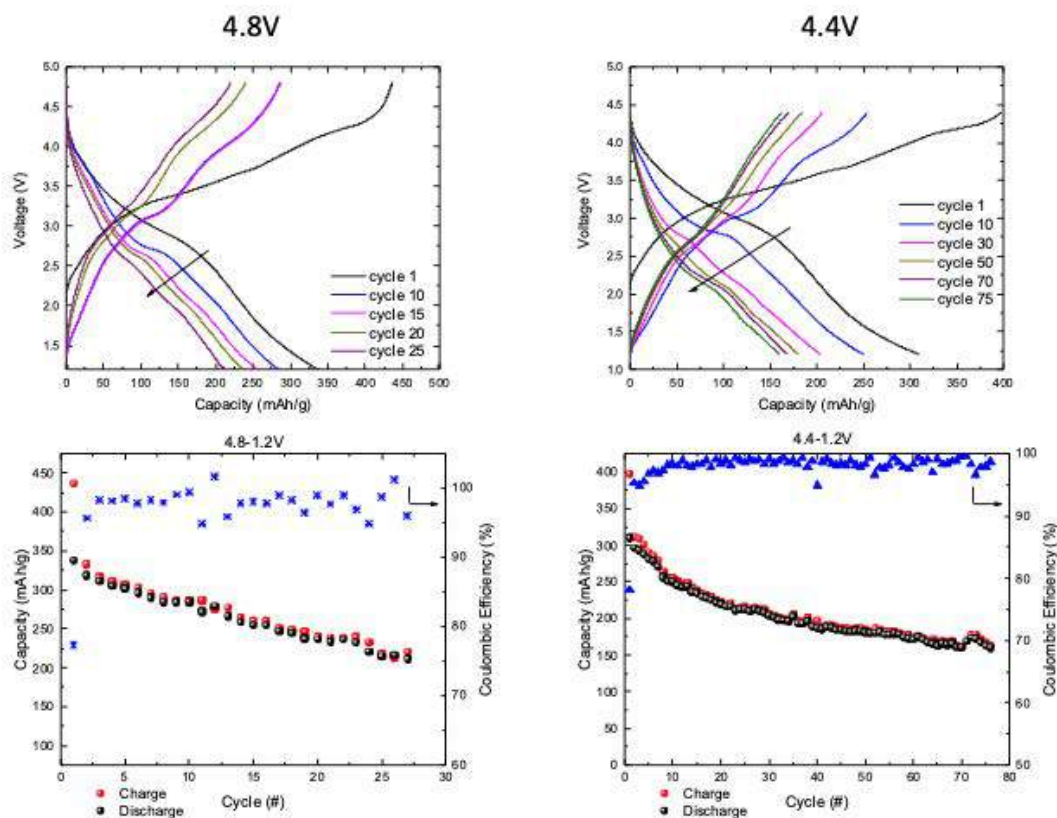 4.8V
4.4V
5.0
4.5
4.0
3.5
3.0
2.5
2.0
1.5
Voltage (V)
0 50 100 150 200 250 300 350 400 450 500
Capacity (mAh/g)
cycle 1
cycle 10
cycle 15
cycle 20
cycle 25
5.0
4.5
4.0
3.5
3.0
2.5
2.0
1.5
1.0
Voltage (V)
0 50 100 150 200 250 300 350 400
Capacity (mAh/g)
cycle 1
cycle 10
cycle 30
cycle 50
cycle 70
cycle 75
4.8-1.2V
450
400
350
300
250
200
150
100
Capacity (mAh/g)
100
90
80
70
60
Coulombic Efficiency (%)
0 5 10 15 20 25 30
Cycle (#)
Charge
Discharge
4.4-1.2V
400
350
300
250
200
150
100
50
0
Capacity (mAh/g)
100
90
80
70
60
50
Coulombic Efficiency (%)
0 10 20 30 40 50 60 70 80
Cycle (#)
Charge
Discharge